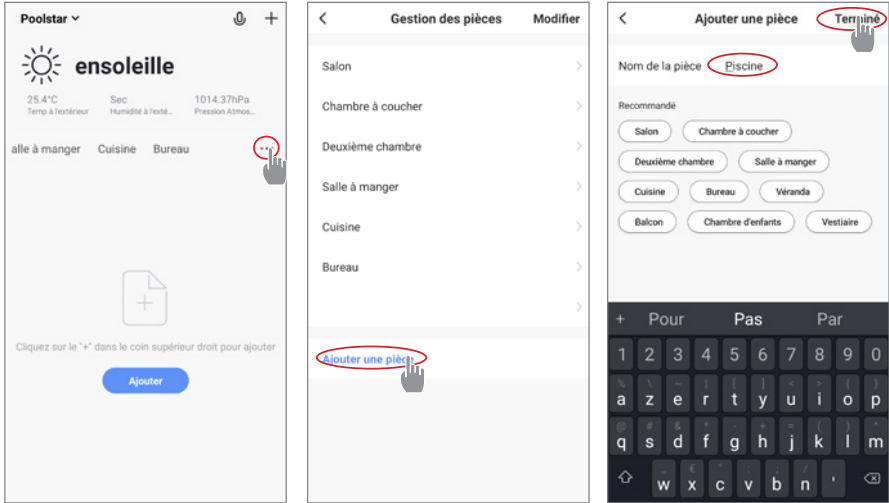 Poolstar
ensoleille
25.4°C Sec 1014.37hPa
Temp à l'extérieur Humidité à l'exté... Pression Atmos...
alle à manger Cuisine Bureau ...
Cliquez sur le "+" dans le coin supérieur droit pour ajouter
Ajouter
Gestion des pièces Modifier
Salon
Chambre à coucher
Deuxième chambre
Salle à manger
Cuisine
Bureau
Ajouter une pièce
Ajouter une pièce Terminé
Nom de la pièce Piscine
Recommandé
Salon Chambre à coucher
Deuxième chambre Salle à manger
Cuisine Bureau Véranda
Balcon Chambre d'enfants Vestiaire
+ Pour Pas Par
1 2 3 4 5 6 7 8 9 0
a z e r t y u i o p
q s d f g h j k l m
w x c v b n '